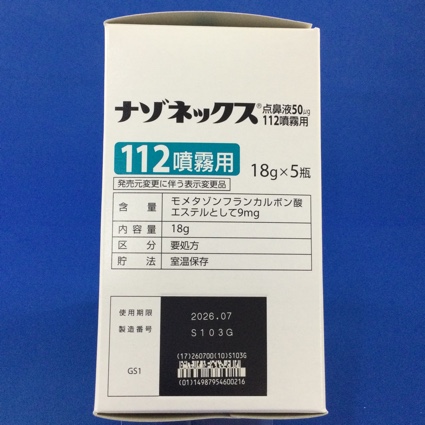 ナゾネックス®点鼻液50μg
112噴霧用
112噴霧用
18g×5瓶
発売元変更に伴う表示変更品
含量 モメタゾンフランカルボン酸
エステルとして9mg
内容量 18g
区分 要処方
貯法 室温保存
使用期限 2026.07
製造番号 S103G
(17)260700(10)S103G
GS1
(01)14987954600216